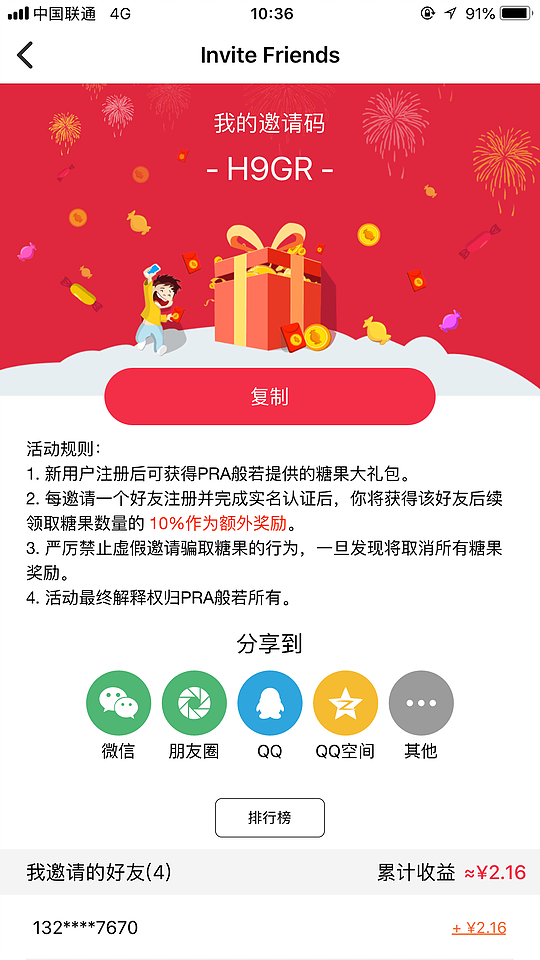 中国联通 4G 10:36 91%
Invite Friends
我的邀请码
- H9GR -
复制
活动规则：
1. 新用户注册后可获得PRA般若提供的糖果大礼包。
2. 每邀请一个好友注册并完成实名认证后，你将获得该好友后续
领取糖果数量的 10%作为额外奖励。
3. 严厉禁止虚假邀请骗取糖果的行为，一旦发现将取消所有糖果
奖励。
4. 活动最终解释权归PRA般若所有。
分享到
微信 朋友圈 QQ QQ空间 其他
排行榜
我邀请的好友(4) 累计收益 ≈¥2.16
132****7670 + ¥2.16